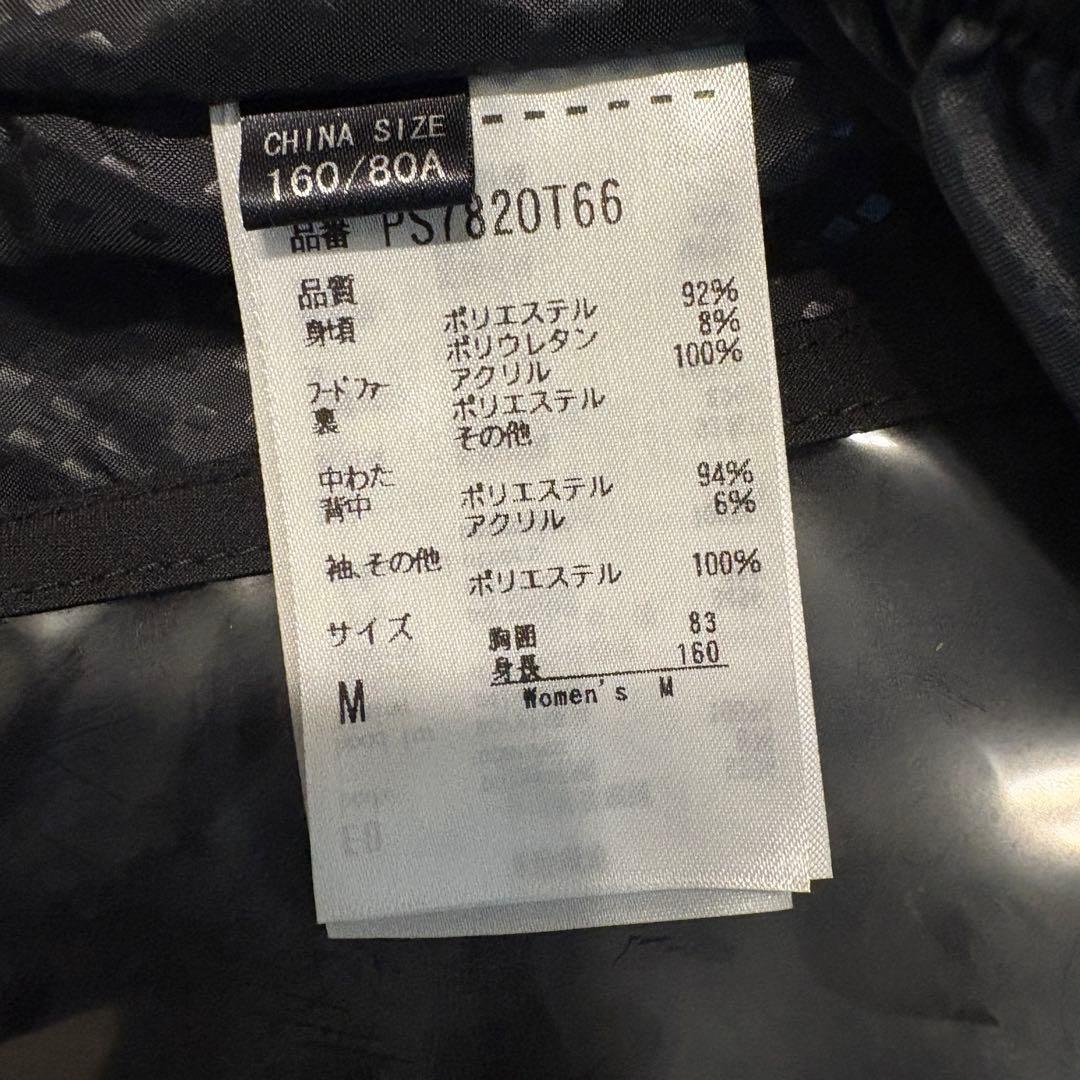 CHINA SIZE
160/80A
品番 PS7820T66
品質
身頃 ポリエステル 92%
ポリウレタン 8%
フードファー アクリル 100%
裏 ポリエステル
その他
中わた
背中 ポリエステル 94%
アクリル 6%
袖、その他
ポリエステル 100%
サイズ 胸囲 83
身長 160
M Women's M